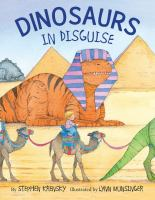 DINOSAURS
IN DISGUISE
BY STEPHEN KRENSKY ILLUSTRATED BY LYNN MUNSINGER